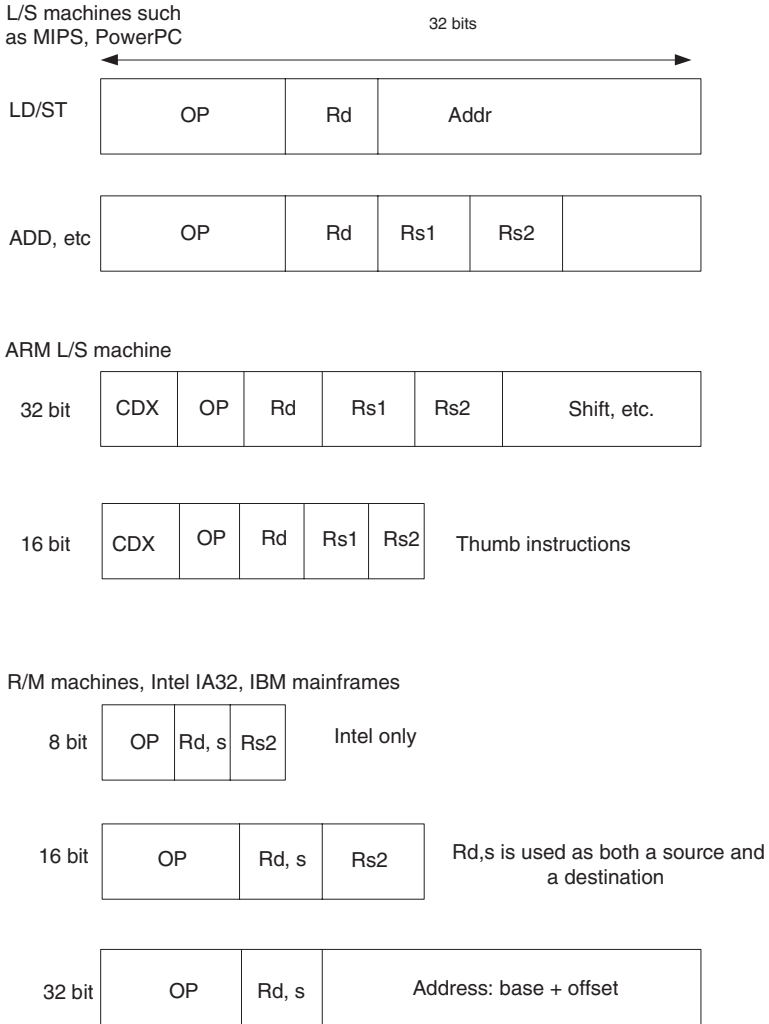 L/S machines such
as MIPS, PowerPC
32 bits
LD/ST OP Rd Addr
ADD, etc OP Rd Rs1 Rs2
ARM L/S machine
32 bit CDX OP Rd Rs1 Rs2 Shift, etc.
16 bit CDX OP Rd Rs1 Rs2 Thumb instructions
R/M machines, Intel IA32, IBM mainframes
8 bit OP Rd, s Rs2 Intel only
16 bit OP Rd, s Rs2 Rd,s is used as both a source and
a destination
32 bit OP Rd, s Address: base + offset